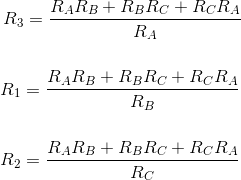 R_3 = \frac{R_A R_B + R_B R_C + R_C R_A}{R_A}
R_1 = \frac{R_A R_B + R_B R_C + R_C R_A}{R_B}
R_2 = \frac{R_A R_B + R_B R_C + R_C R_A}{R_C}